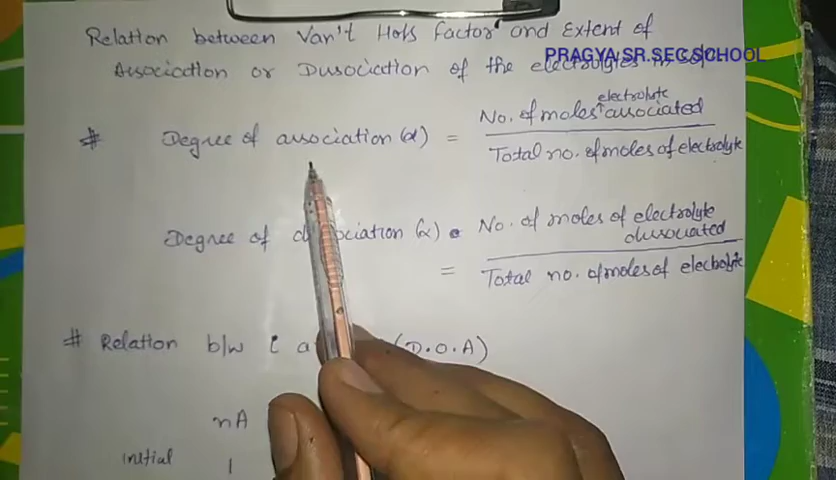 Relation between Van't Hoff Factor and Extent of
PRAGYA SR.SEC.SCHOOL
Association or Dissociation of the electrolytes in
electrolyte
# Degree of association (α) = No. of moles associated
Total no. of moles of electrolyte
Degree of (α) = No. of moles of electrolyte
dissociated
Total no. of moles of electrolyte
# Relation b/w i (D.O.A)
nA
initial 1